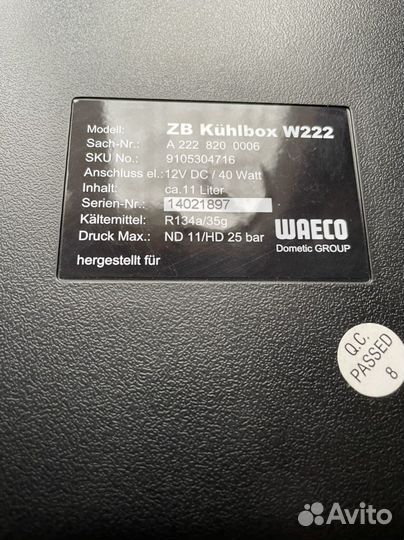 Modell: ZB Kühlbox W222
Sach-Nr.: A 222 820 0006
SKU No.: 9105304716
Anschluss el.: 12V DC / 40 Watt
Inhalt: ca.11 Liter
Serien-Nr.: 14021897
Kältemittel: R134a/35g
Druck Max.: ND 11/HD 25 bar
hergestellt für
WAECO
Dometic GROUP
Q.C.
PASSED
8
Avito